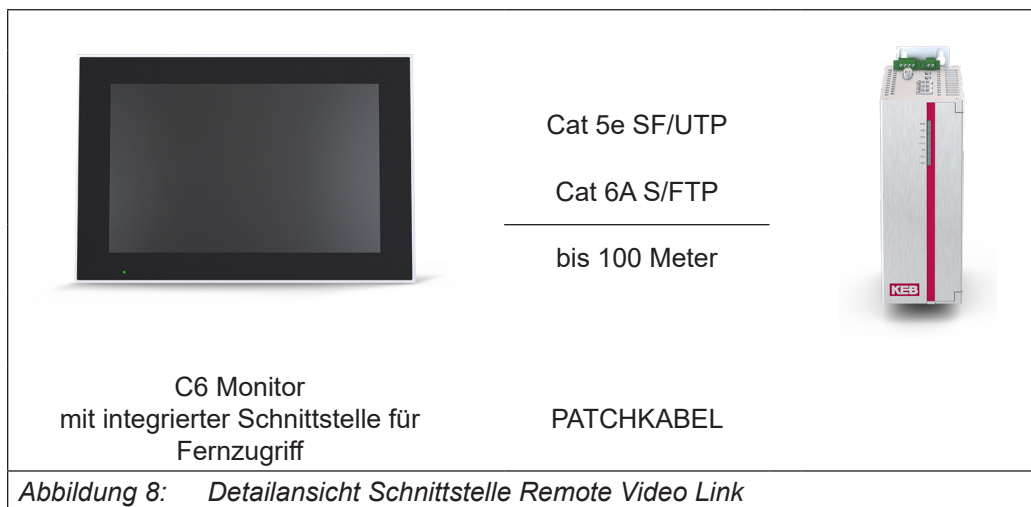 Cat 5e SF/UTP
Cat 6A S/FTP
bis 100 Meter
KEB
C6 Monitor
mit integrierter Schnittstelle für
Fernzugriff
PATCHKABEL
Abbildung 8: Detailansicht Schnittstelle Remote Video Link